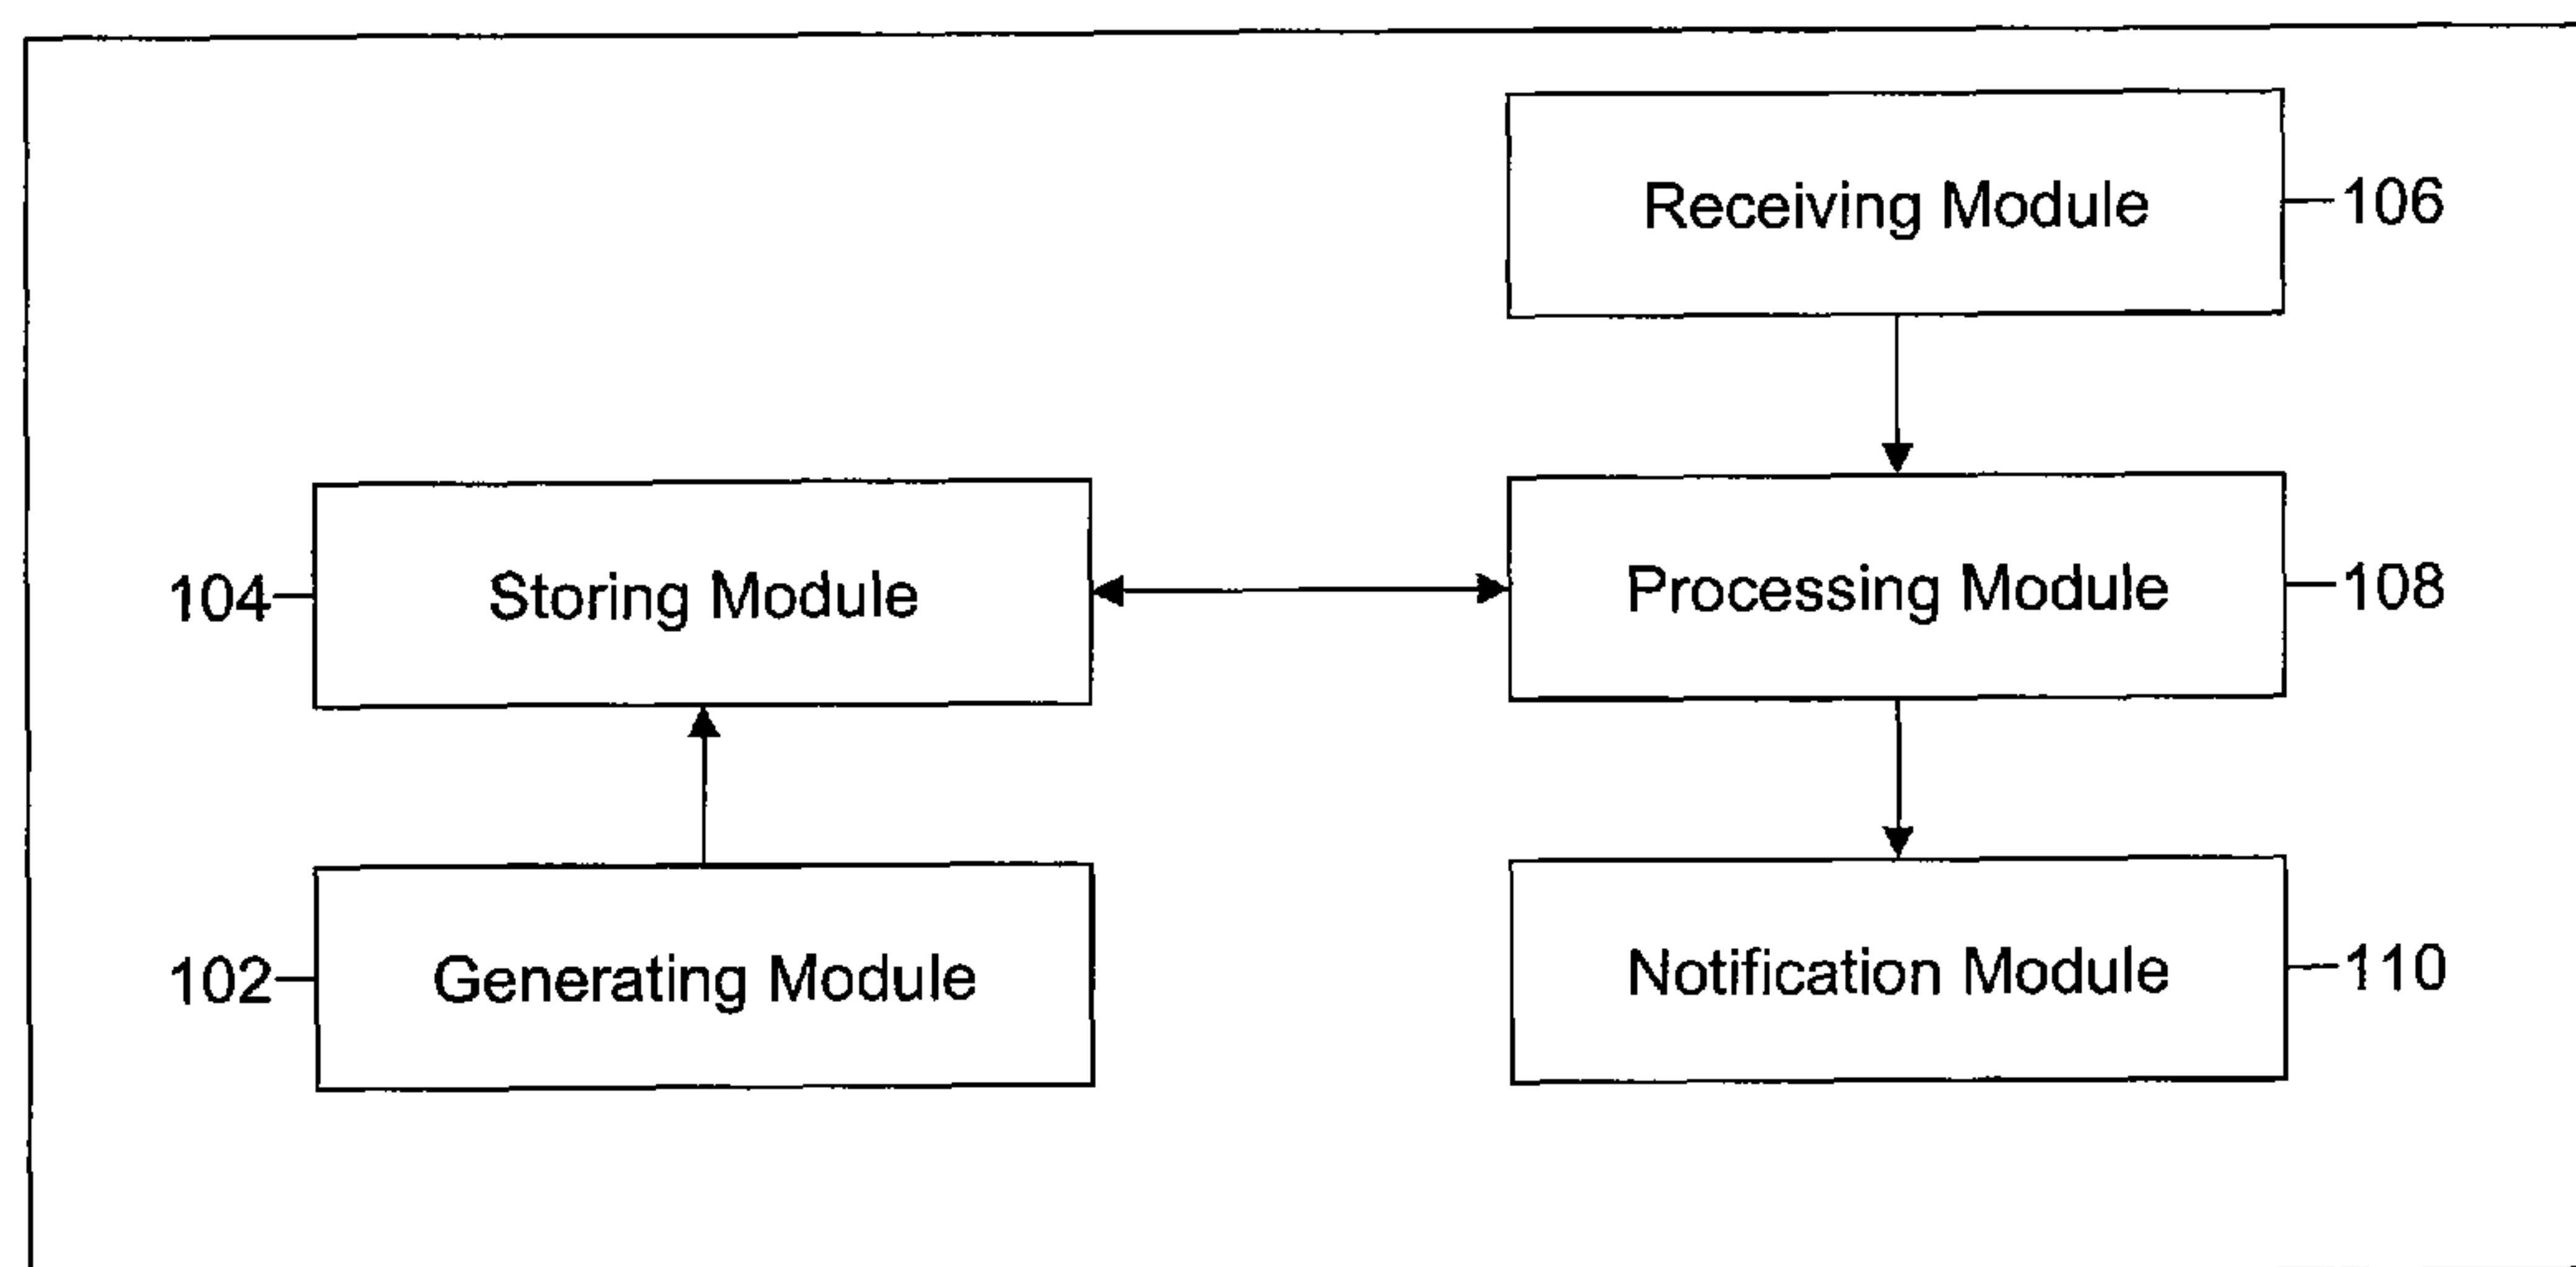 Receiving Module 106
104 Storing Module
Processing Module 108
102 Generating Module
Notification Module 110